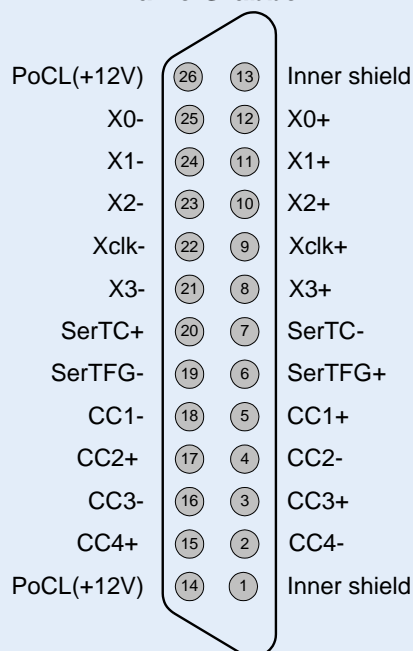 PoCL(+12V) 26 13 Inner shield
X0- 25 12 X0+
X1- 24 11 X1+
X2- 23 10 X2+
Xclk- 22 9 Xclk+
X3- 21 8 X3+
SerTC+ 20 7 SerTC-
SerTFG- 19 6 SerTFG+
CC1- 18 5 CC1+
CC2+ 17 4 CC2-
CC3- 16 3 CC3+
CC4+ 15 2 CC4-
PoCL(+12V) 14 1 Inner shield